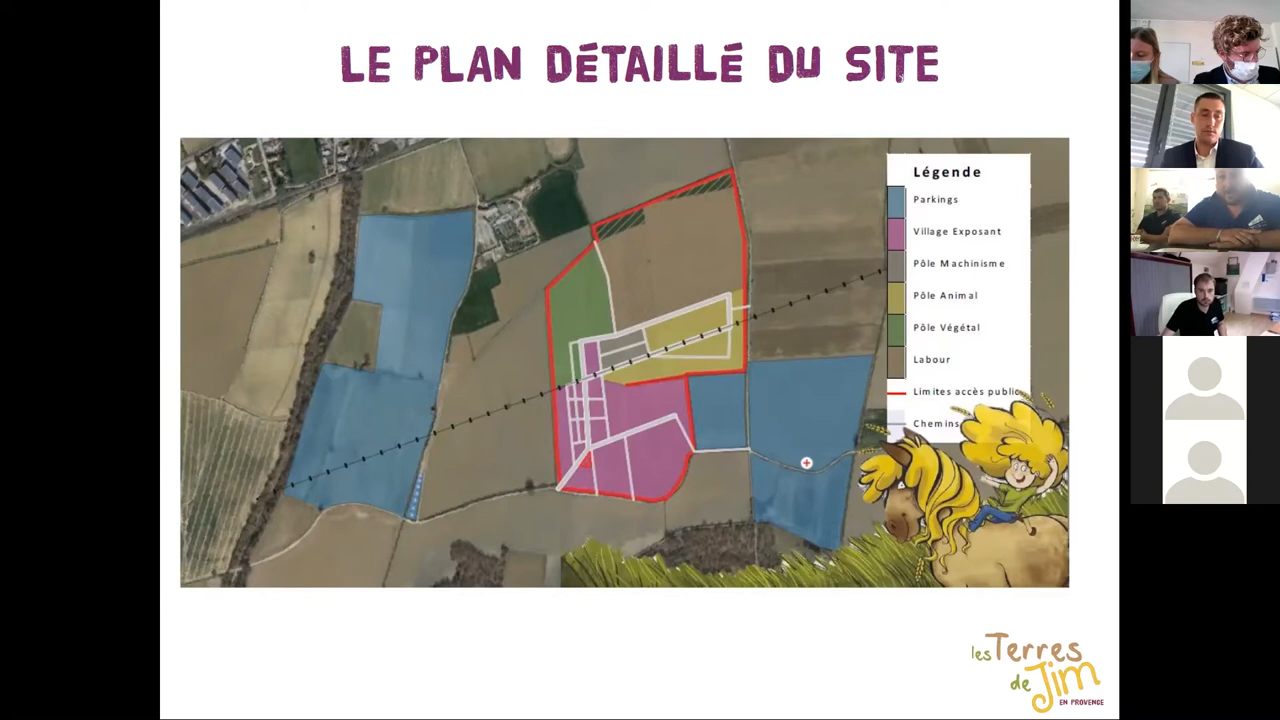 LE PLAN DÉTAILLÉ DU SITE
Légende
Parkings
Village Exposant
Pôle Machinisme
Pôle Animal
Pôle Végétal
Labour
Limites accès public
Chemins
les Terres
de Jim
EN PROVENCE